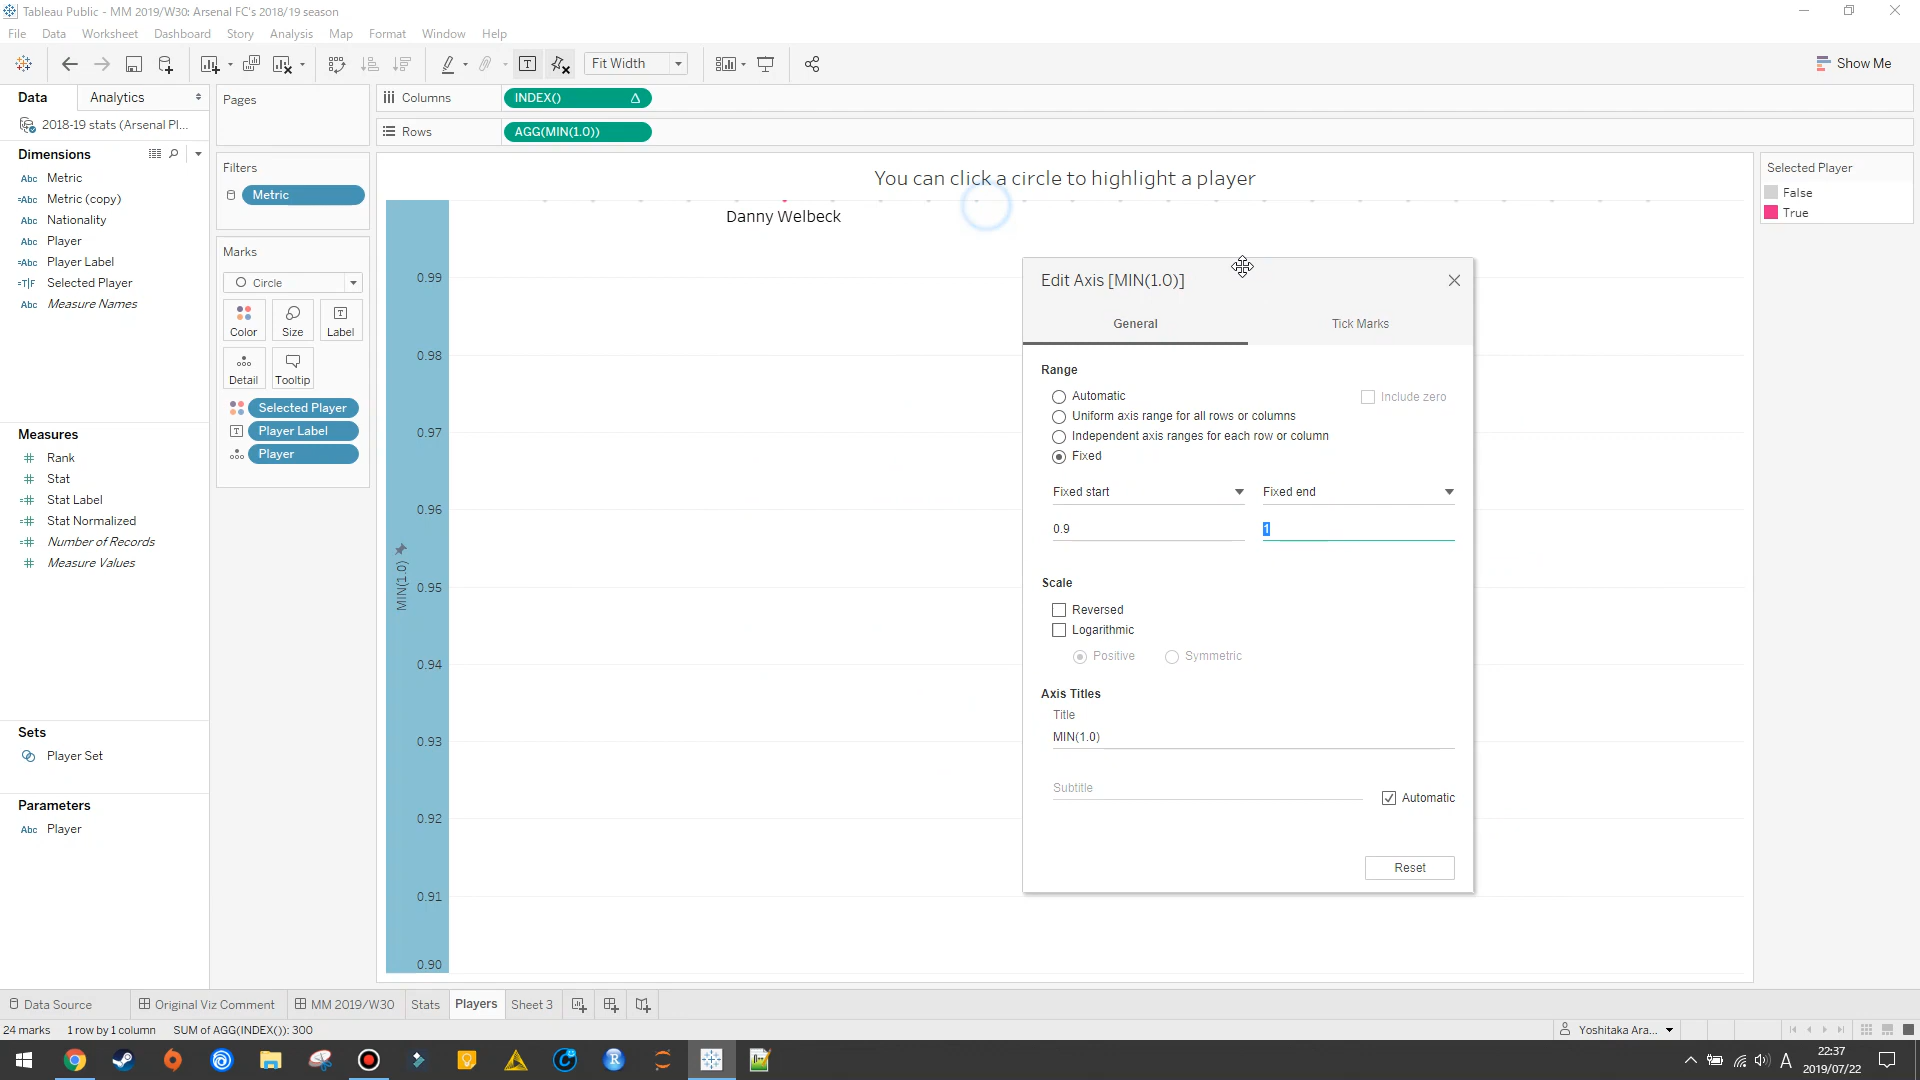 Tableau Public - MM 2019/W30: Arsenal FC's 2018/19 season
File Data Worksheet Dashboard Story Analysis Map Format Window Help
Fit Width
Show Me
Data Analytics
2018-19 stats (Arsenal Pl...
Dimensions
Abc Metric
=Abc Metric (copy)
Abc Nationality
Abc Player
=Abc Player Label
=T|F Selected Player
Abc Measure Names
Measures
Rank
Stat
Stat Label
Stat Normalized
Number of Records
Measure Values
Sets
Player Set
Parameters
Abc Player
Pages
Filters
Metric
Marks
Circle
Color Size Label
Detail Tooltip
Selected Player
Player Label
Player
Columns INDEX()
Rows AGG(MIN(1.0))
You can click a circle to highlight a player
Danny Welbeck
0.99
0.98
0.97
0.96
0.95
0.94
0.93
0.92
0.91
0.90
MIN(1.0)
Edit Axis [MIN(1.0)]
General Tick Marks
Range
Automatic Include zero
Uniform axis range for all rows or columns
Independent axis ranges for each row or column
Fixed
Fixed start Fixed end
0.9 1
Scale
Reversed
Logarithmic
Positive Symmetric
Axis Titles
Title
MIN(1.0)
Subtitle
Automatic
Reset
Selected Player
False
True
Data Source Original Viz Comment MM 2019/W30 Stats Players Sheet 3
24 marks 1 row by 1 column SUM of AGG(INDEX()): 300
Yoshitaka Ara...
A
22:37
2019/07/22